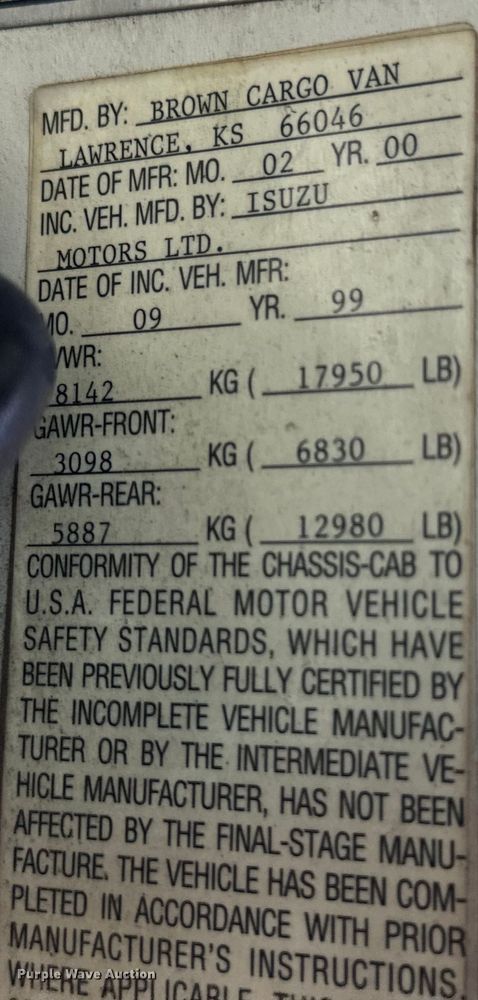 MFD. BY: BROWN CARGO VAN
LAWRENCE, KS 66046
DATE OF MFR: MO. 02 YR. 00
INC. VEH. MFD. BY: ISUZU
MOTORS LTD.
DATE OF INC. VEH. MFR:
MO. 09 YR. 99
VWR:
8142 KG ( 17950 LB)
GAWR-FRONT:
3098 KG ( 6830 LB)
GAWR-REAR:
5887 KG ( 12980 LB)
CONFORMITY OF THE CHASSIS-CAB TO
U.S.A. FEDERAL MOTOR VEHICLE
SAFETY STANDARDS, WHICH HAVE
BEEN PREVIOUSLY FULLY CERTIFIED BY
THE INCOMPLETE VEHICLE MANUFAC-
TURER OR BY THE INTERMEDIATE VE-
HICLE MANUFACTURER, HAS NOT BEEN
AFFECTED BY THE FINAL-STAGE MANU-
FACTURE. THE VEHICLE HAS BEEN COM-
PLETED IN ACCORDANCE WITH PRIOR
MANUFACTURER'S INSTRUCTIONS,
WHERE APPLICABLE. THIS
Purple Wave Auction